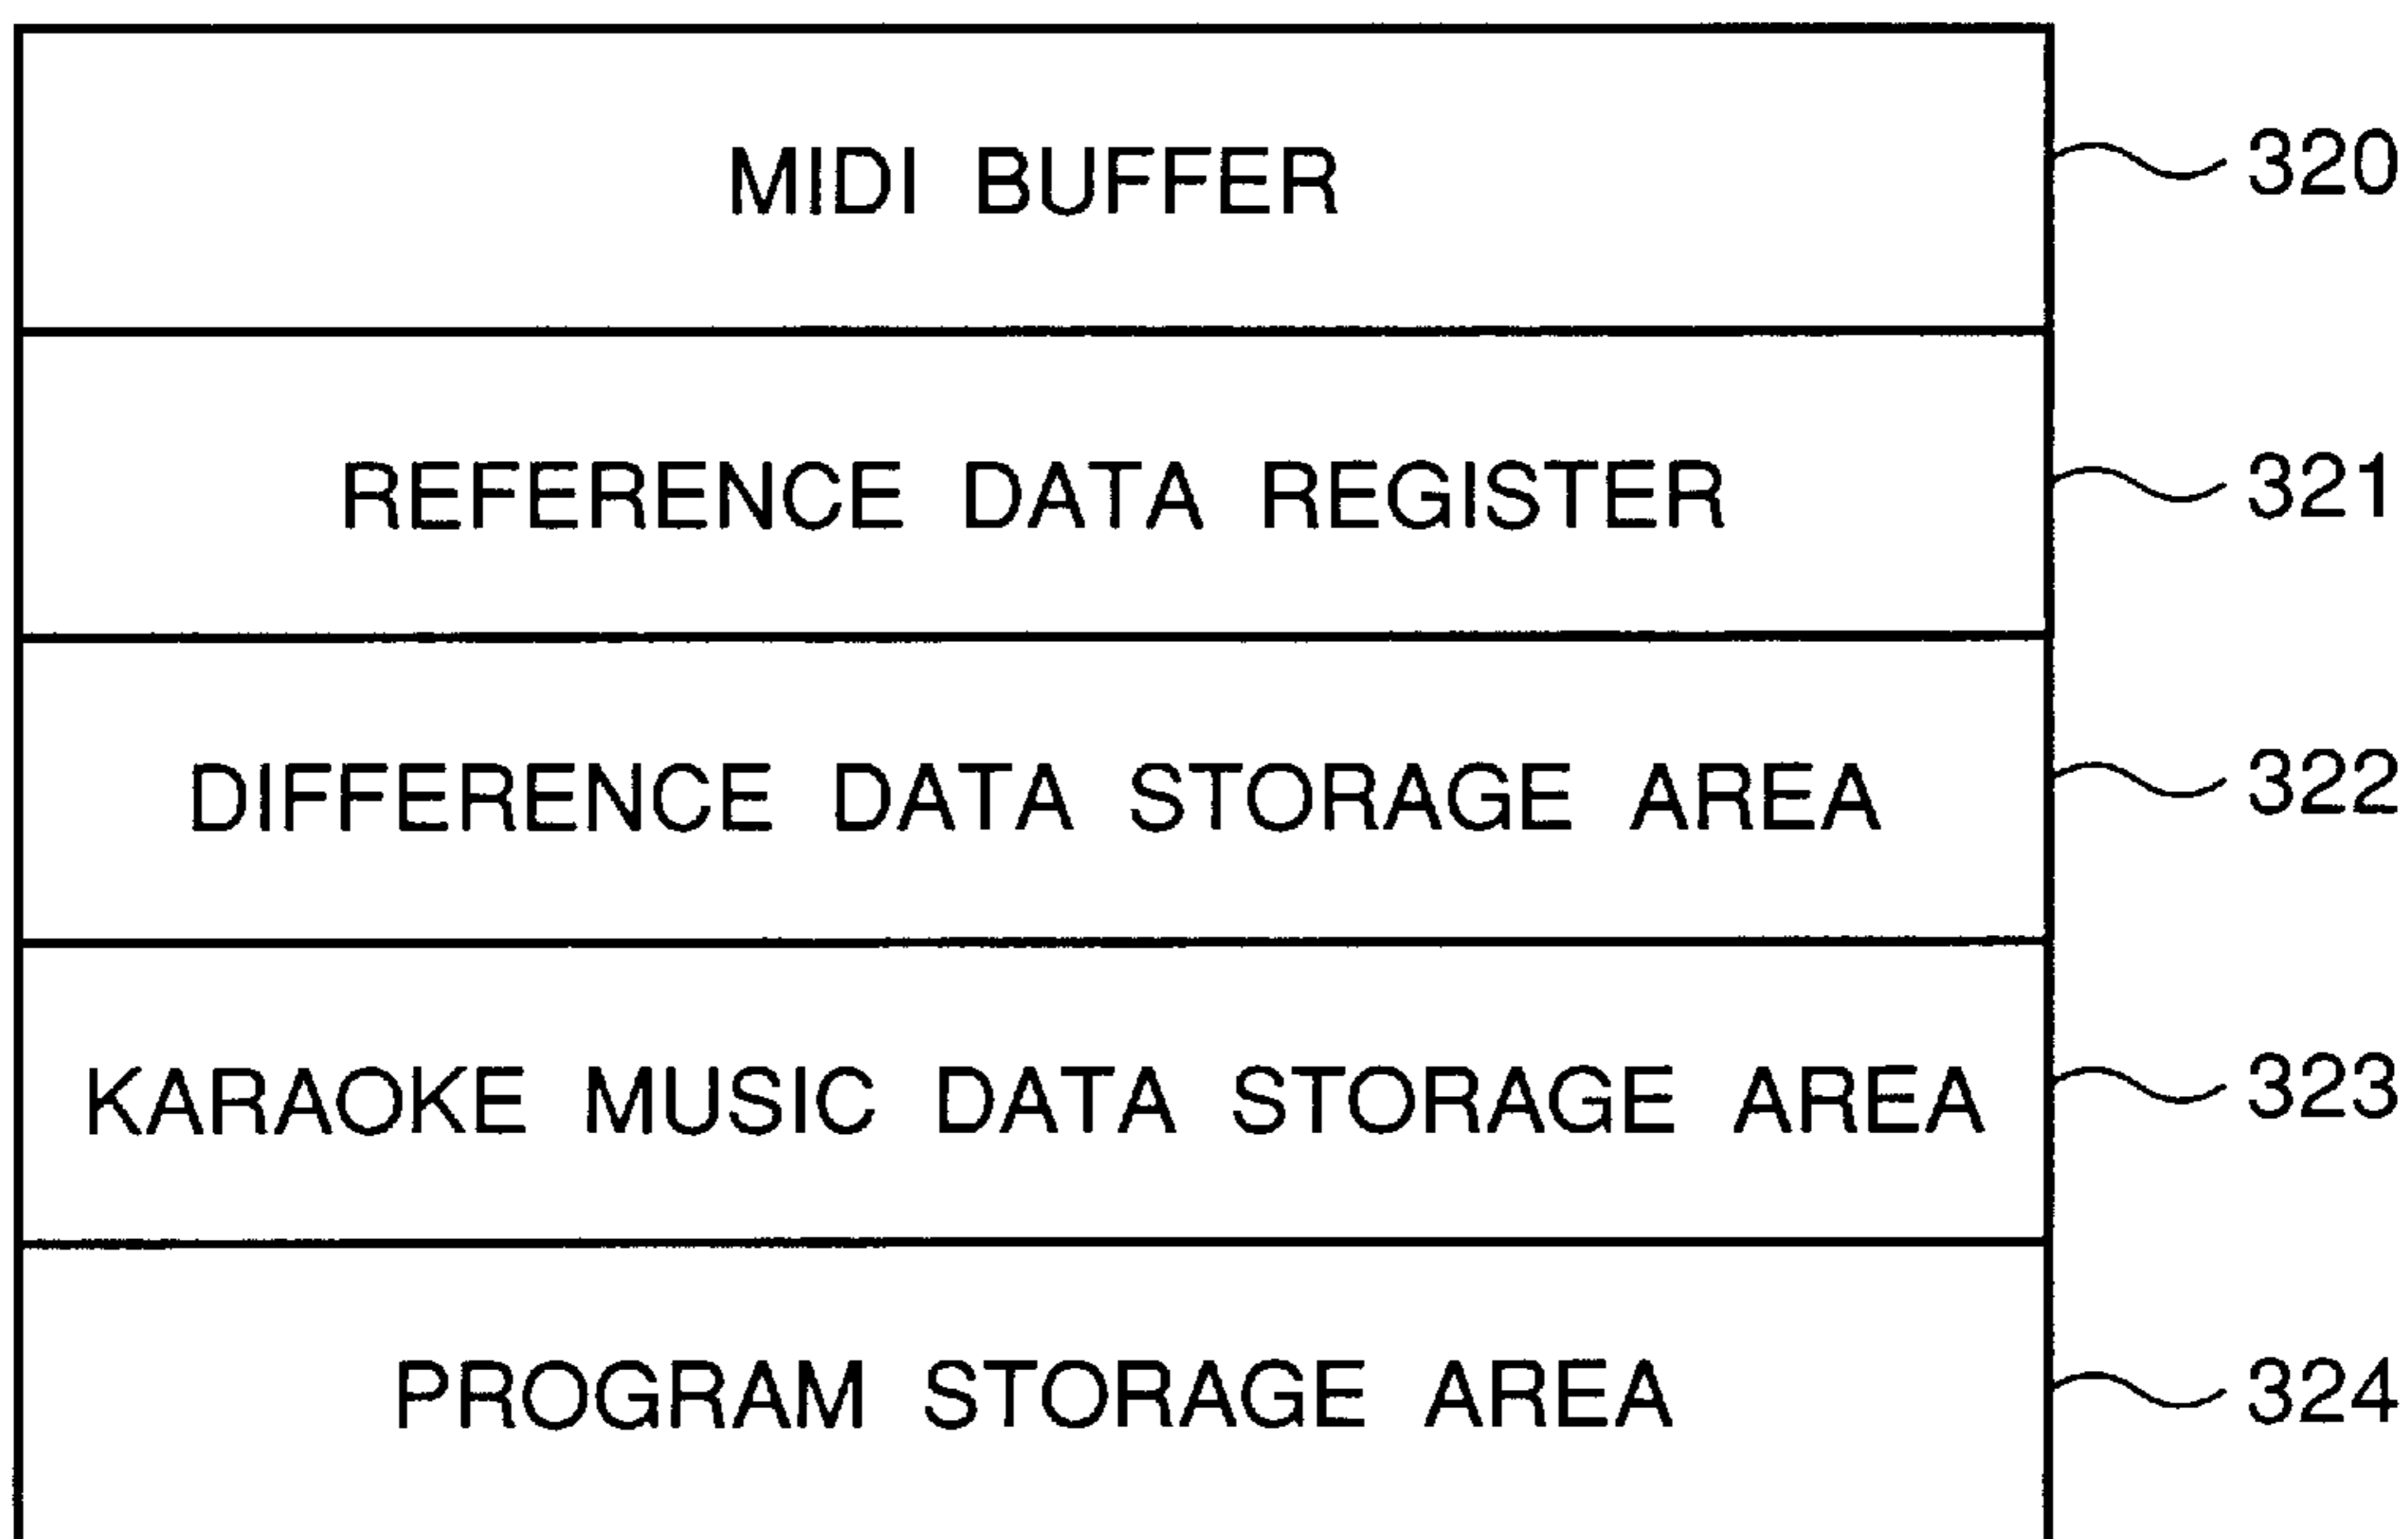 MIDI BUFFER 320
REFERENCE DATA REGISTER 321
DIFFERENCE DATA STORAGE AREA 322
KARAOKE MUSIC DATA STORAGE AREA 323
PROGRAM STORAGE AREA 324